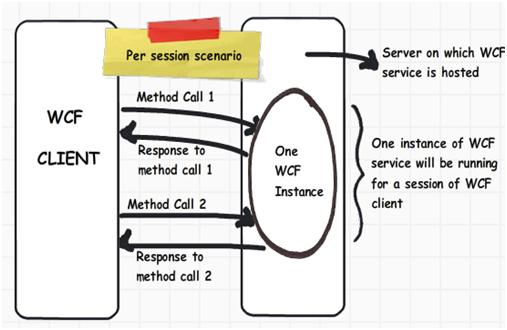 Per session scenario
Server on which WCF
service is hosted
WCF
CLIENT
Method Call 1
Response to
method call 1
Method Call 2
Response to
method call 2
One
WCF
Instance
One instance of WCF
service will be running
for a session of WCF
client